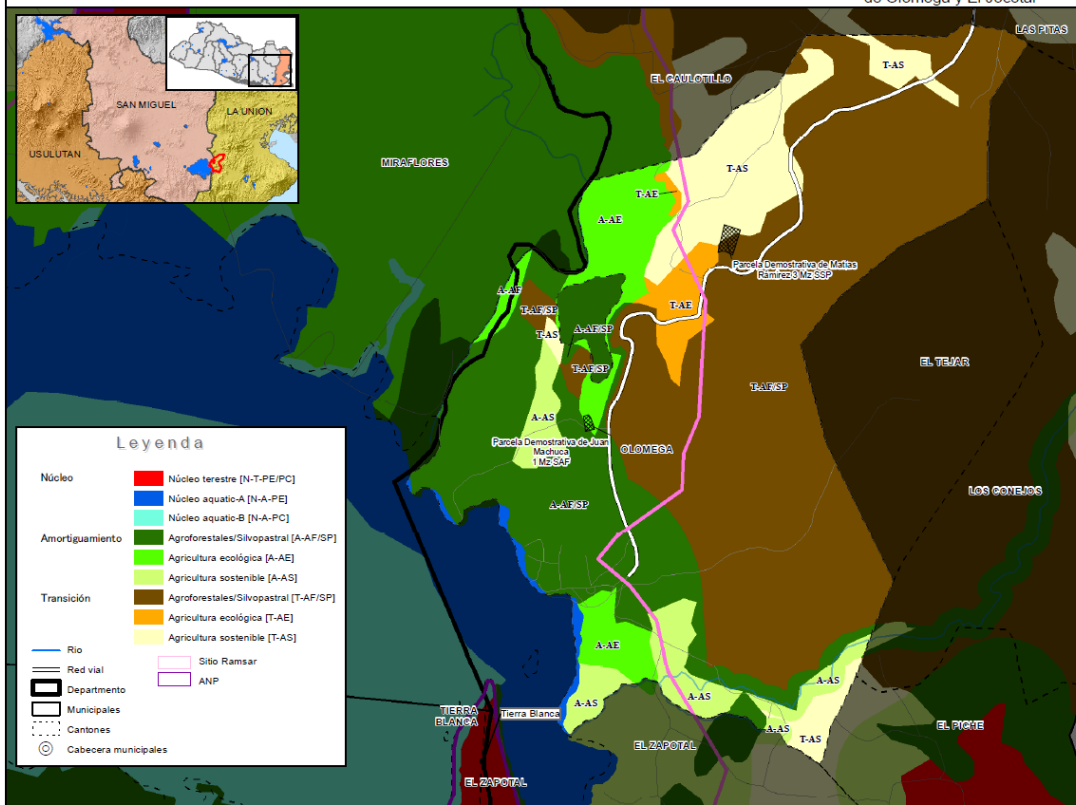 de Olomega y El Jocotal
SAN MIGUEL
LA UNION
USULUTAN
LAS PITAS
EL CAULOTILLO
MIRAFLORES
T-AS
T-AS
T-AE
A-AE
Parcela Demostrativa de Matias
Ramirez 3 Mz SSP
A-AF
T-AF/SP
T-AE
T-AS
A-AF/SP
T-AF/SP
EL TEJAR
T-AF/SP
A-AS
Parcela Demostrativa de Juan
Machuca
1 Mz SAF
OLOMEGA
LOS CONEJOS
A-AF/SP
Leyenda
Núcleo
Núcleo terestre [N-T-PE/PC]
Núcleo aquatic-A [N-A-PE]
Núcleo aquatic-B [N-A-PC]
Amortiguamiento
Agroforestales/Silvopastral [A-AF/SP]
Agricultura ecológica [A-AE]
Agricultura sostenible [A-AS]
Transición
Agroforestales/Silvopastral [T-AF/SP]
Agricultura ecológica [T-AE]
Agricultura sostenible [T-AS]
Rio
Red vial
Departmento
Municipales
Cantones
Cabecera municipales
Sitio Ramsar
ANP
A-AE
A-AS
A-AS
A-AS
A-AS
T-AS
TIERRA
BLANCA
Tierra Blanca
EL ZAPOTAL
EL PICHE
EL ZAPOTAL